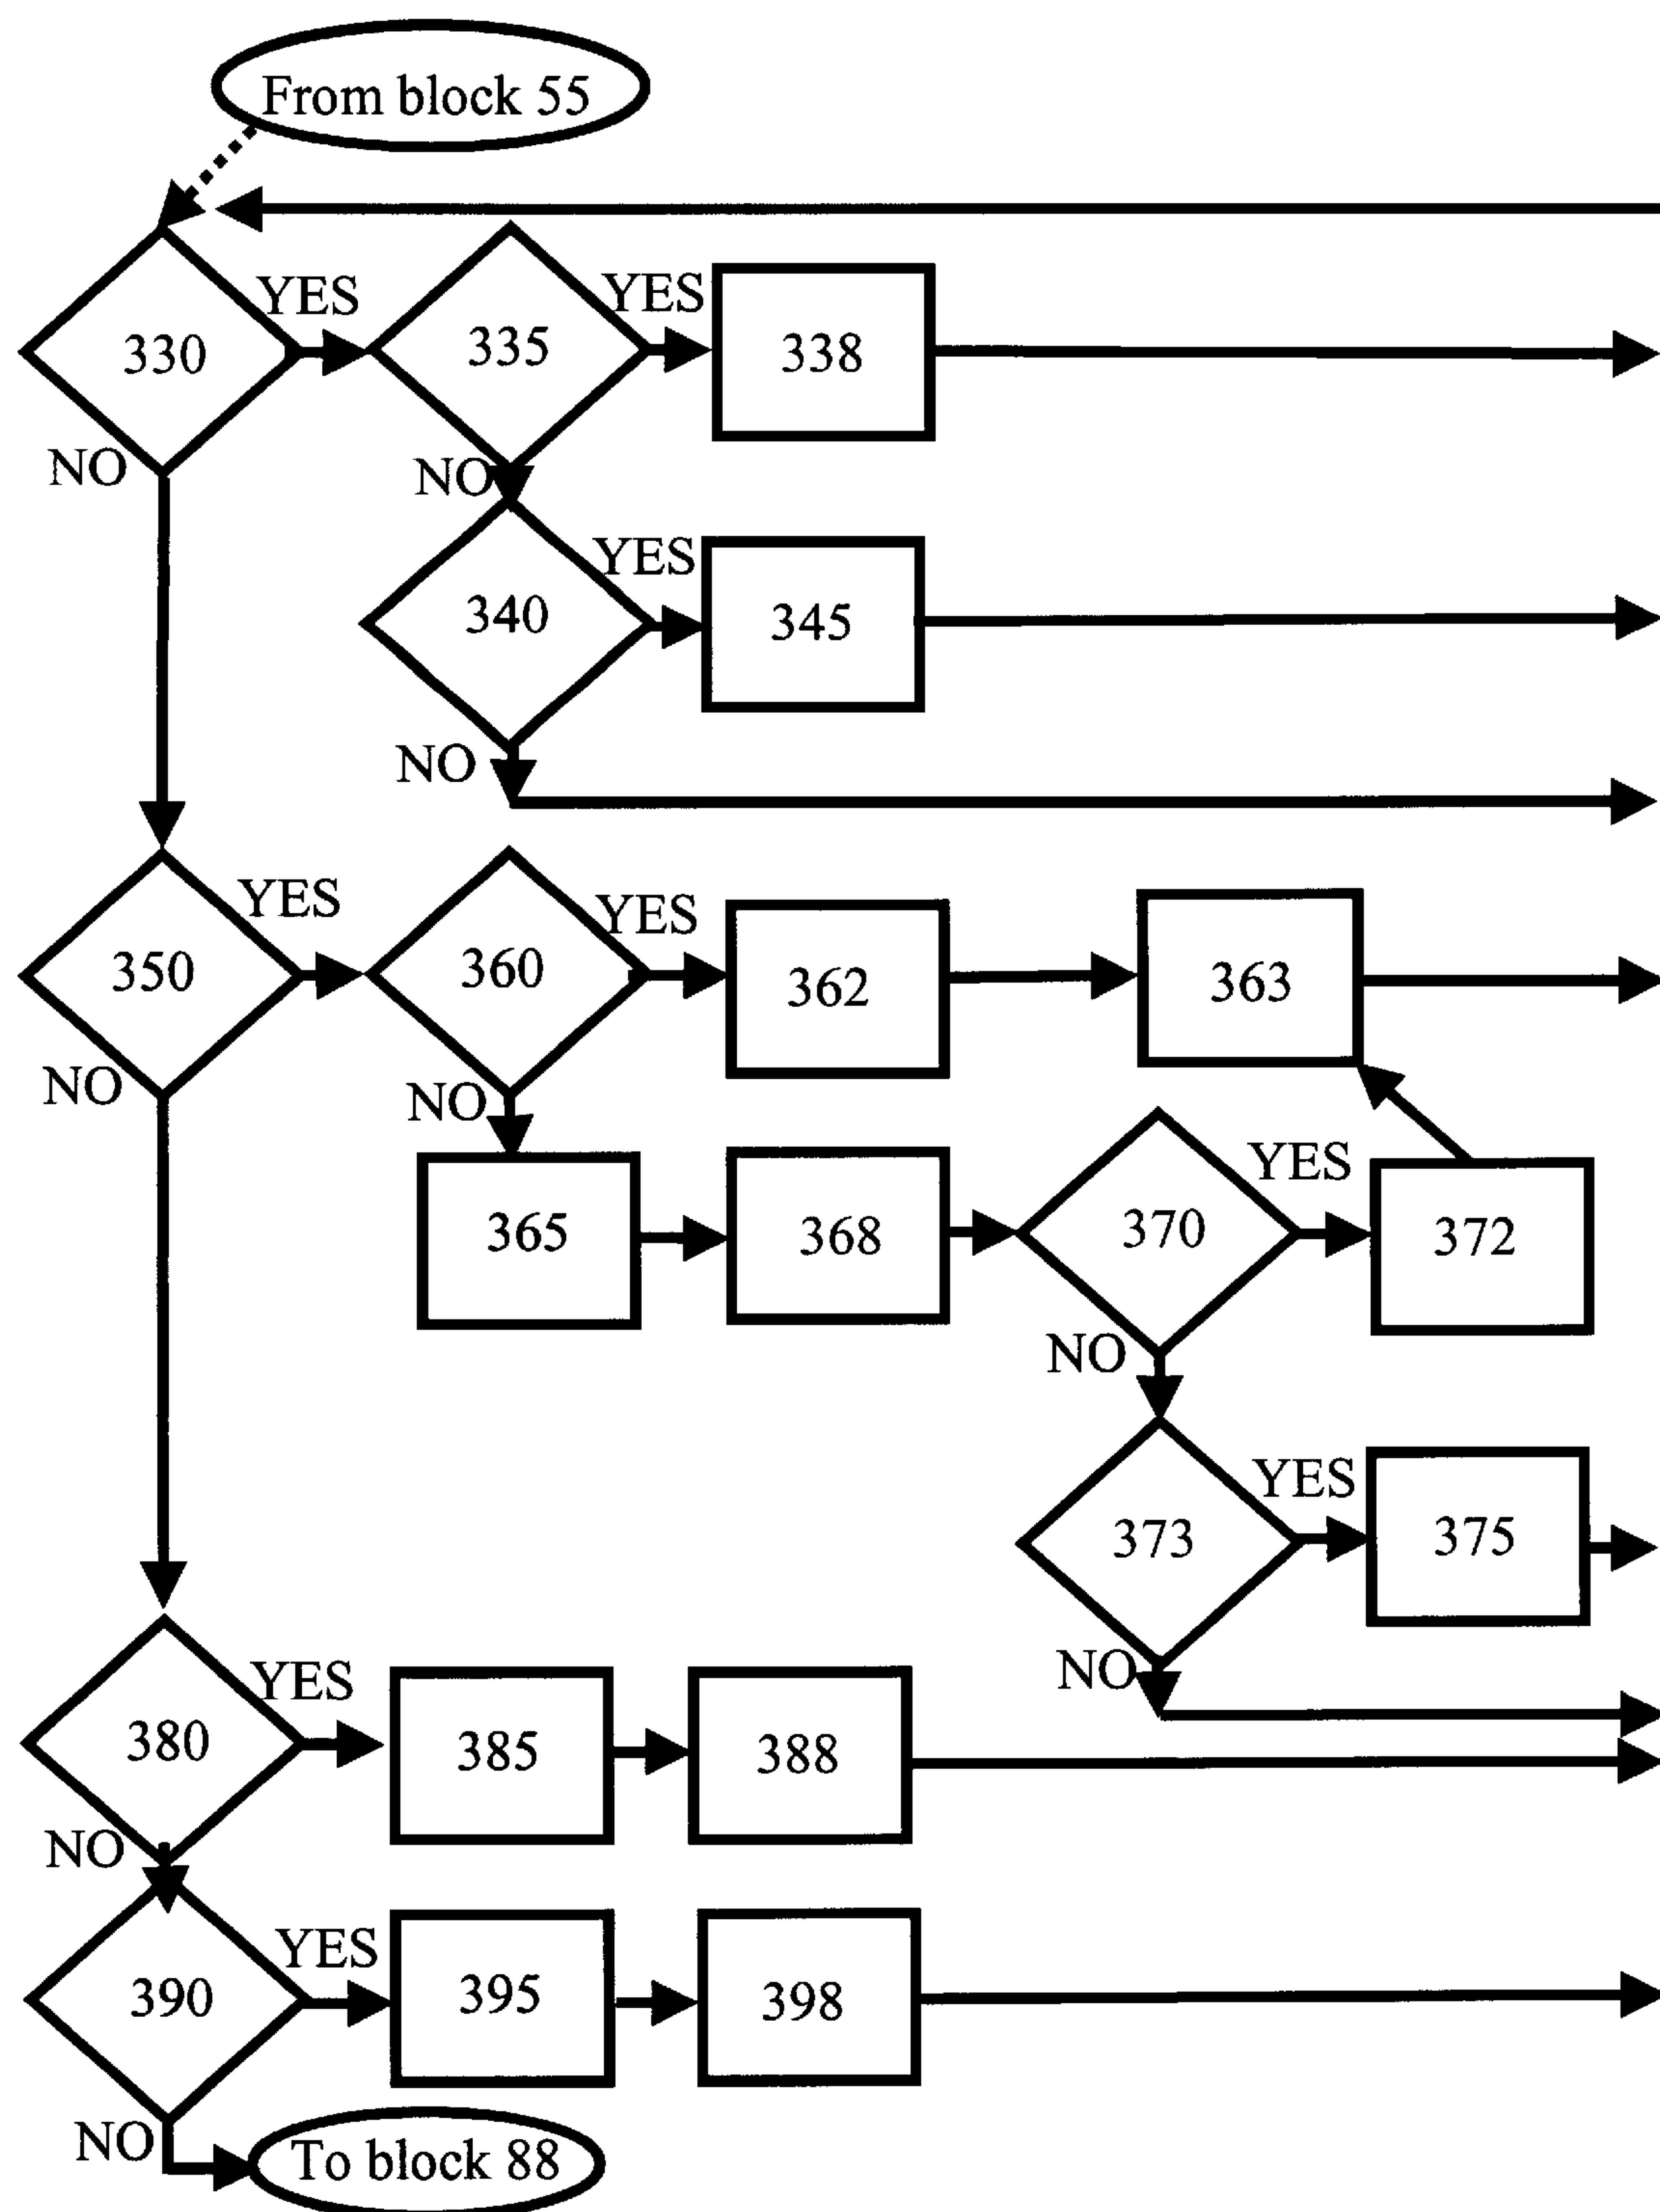 From block 55
YES
YES
330
335
338
NO
NO
YES
340
345
NO
YES
YES
350
360
362
363
NO
NO
YES
365
368
370
372
NO
YES
373
375
NO
YES
380
385
388
NO
YES
390
395
398
NO
To block 88